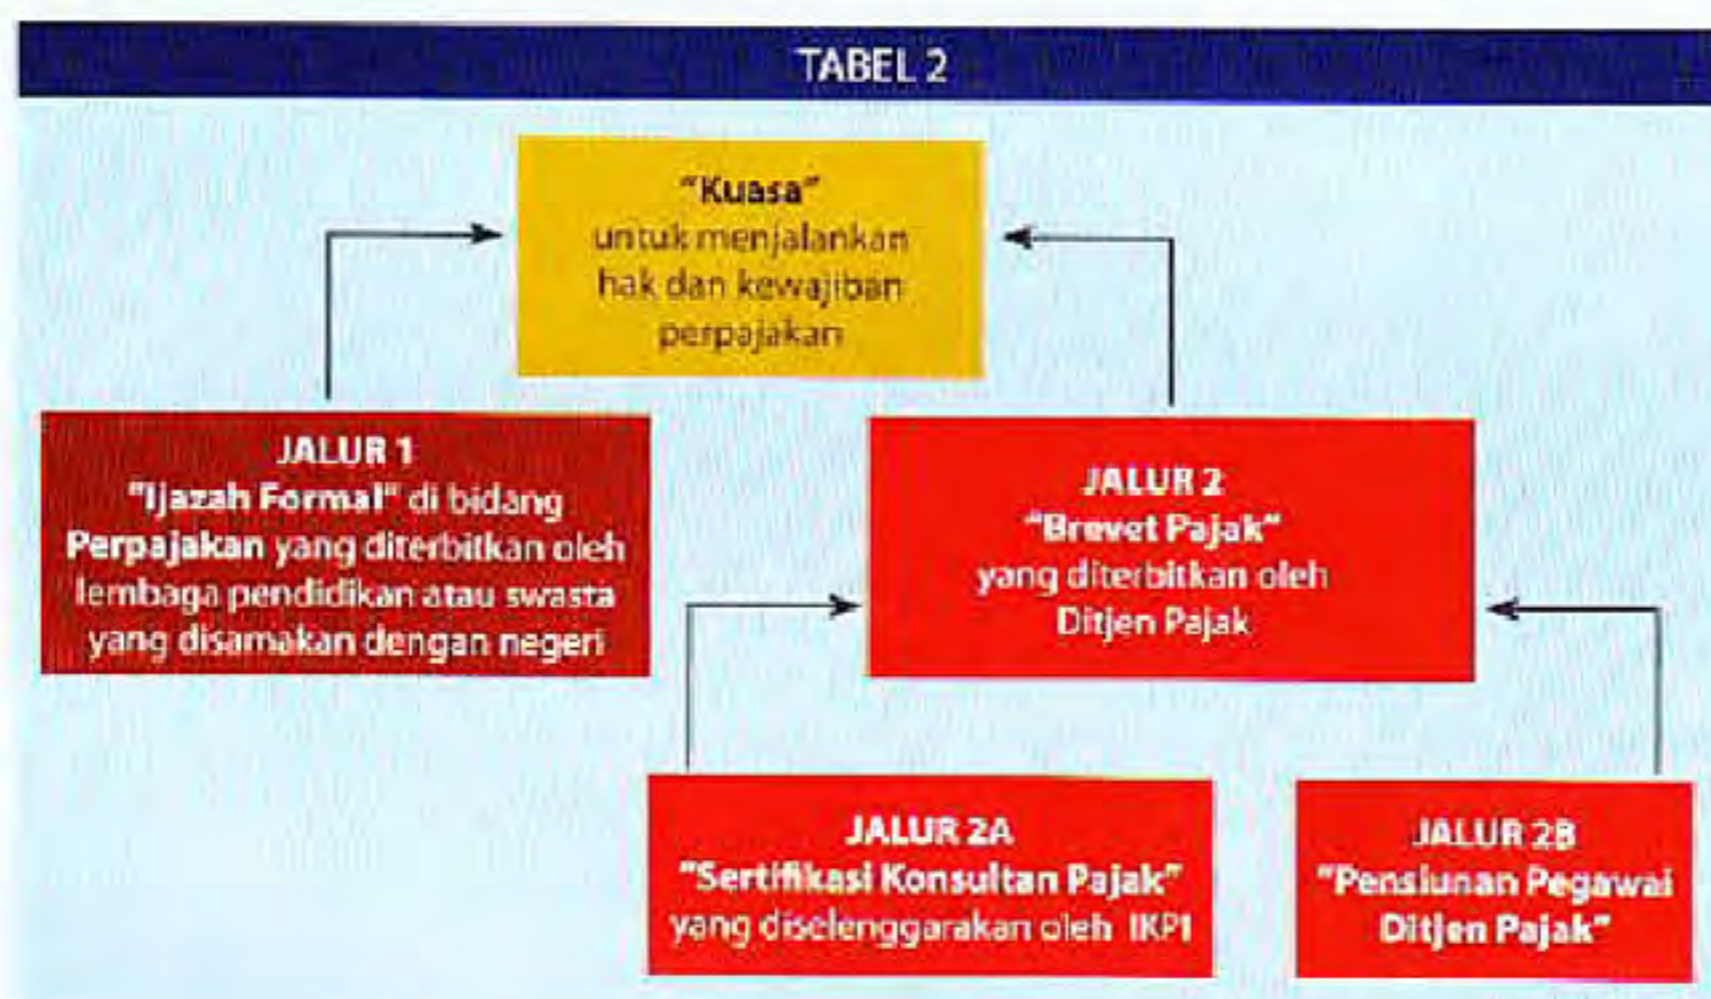 TABEL 2
"Kuasa"
untuk menjalankan
hak dan kewajiban
perpajakan
JALUR 1
"Ijazah Formal" di bidang
Perpajakan yang diterbitkan oleh
lembaga pendidikan atau swasta
yang disamakan dengan negeri
JALUR 2
"Brevet Pajak"
yang diterbitkan oleh
Ditjen Pajak
JALUR 2A
"Sertifikasi Konsultan Pajak"
yang diselenggarakan oleh IKPI
JALUR 2B
"Pensiunan Pegawai
Ditjen Pajak"